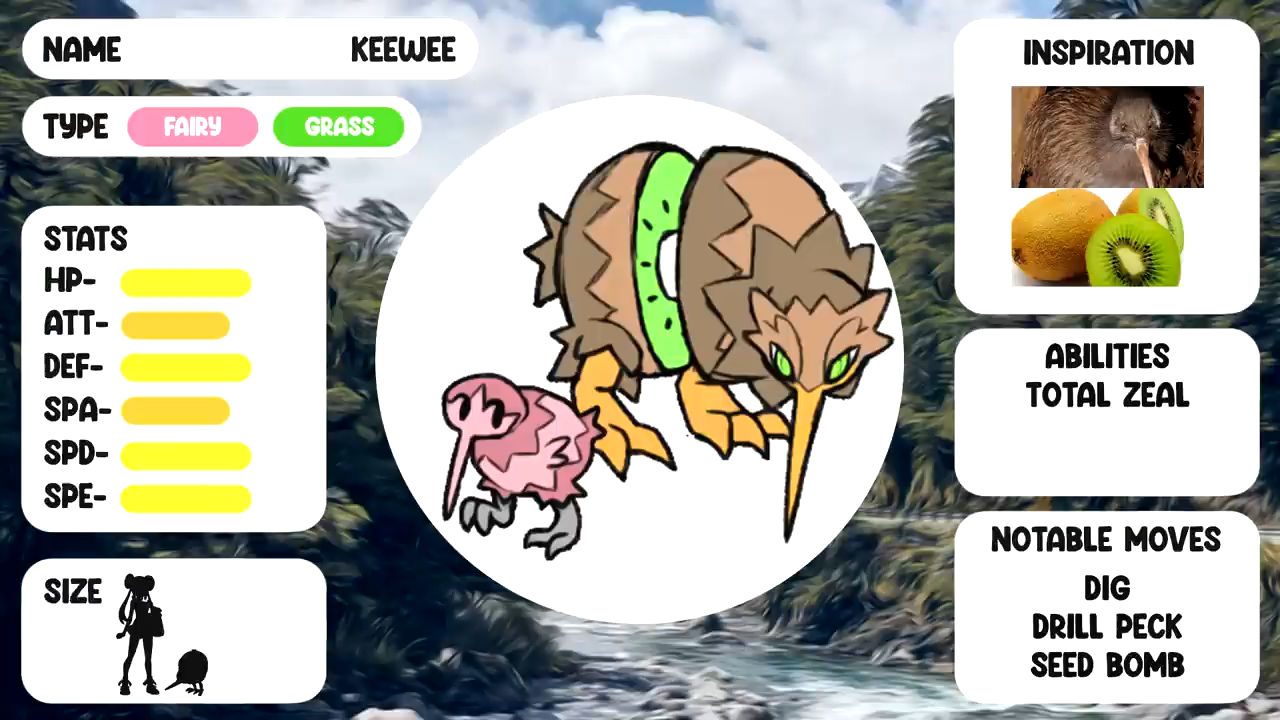 NAME KEEWEE
TYPE FAIRY GRASS
STATS
HP-
ATT-
DEF-
SPA-
SPD-
SPE-
SIZE
INSPIRATION
ABILITIES
TOTAL ZEAL
NOTABLE MOVES
DIG
DRILL PECK
SEED BOMB